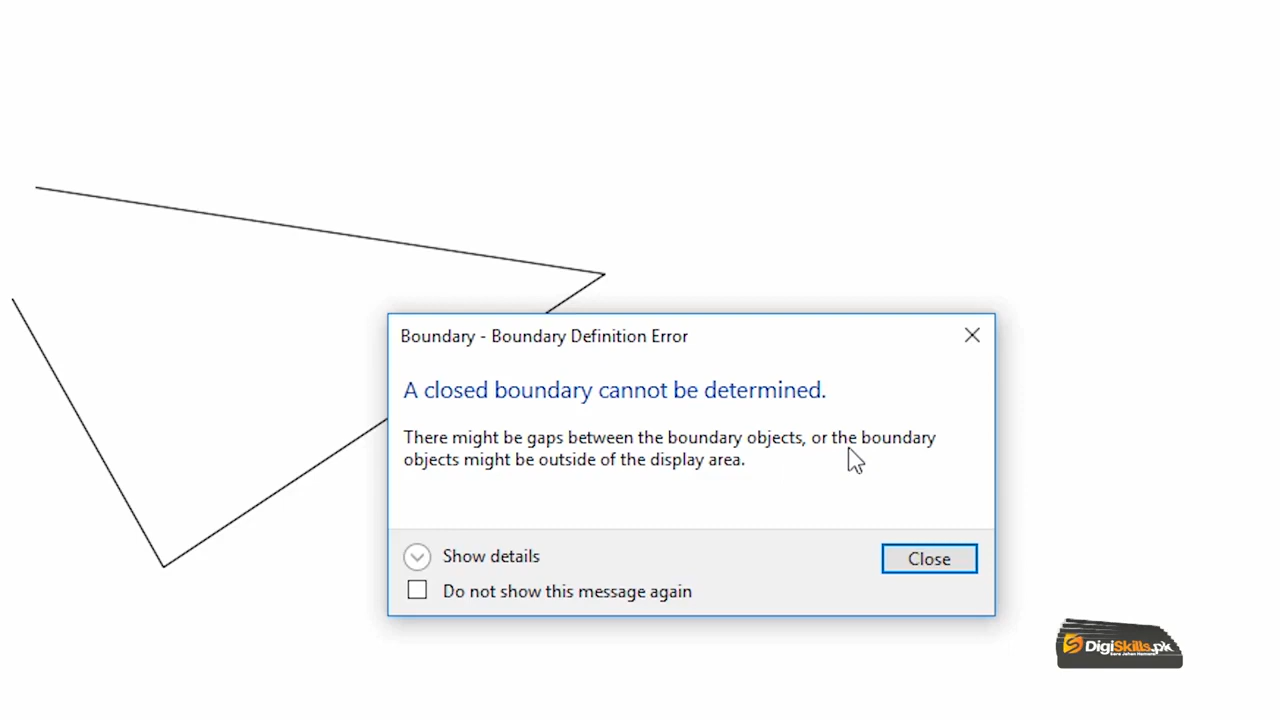 Boundary - Boundary Definition Error
A closed boundary cannot be determined.
There might be gaps between the boundary objects, or the boundary
objects might be outside of the display area.
Show details
Close
Do not show this message again
DigiSkills.pk